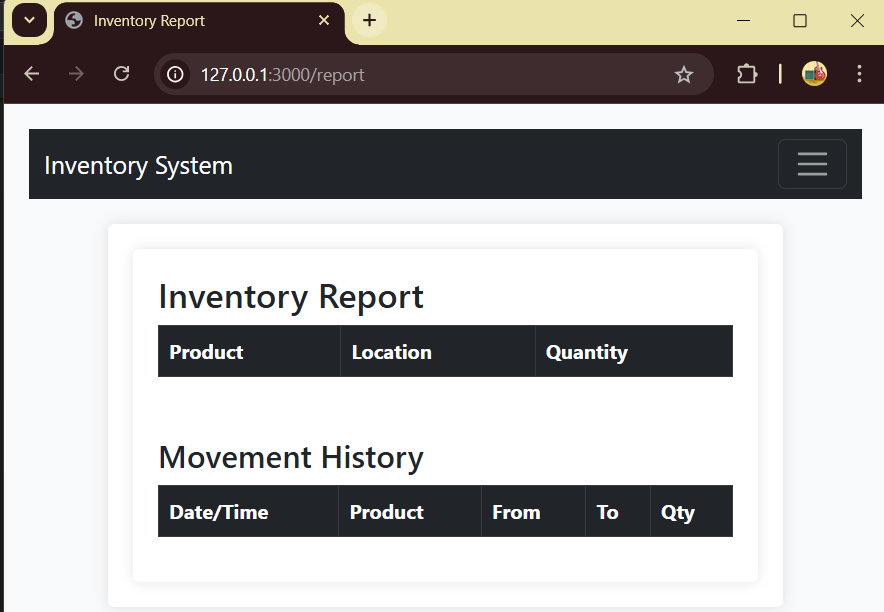 Inventory Report
127.0.0.1:3000/report
Inventory System
Inventory Report
Product Location Quantity
Movement History
Date/Time Product From To Qty